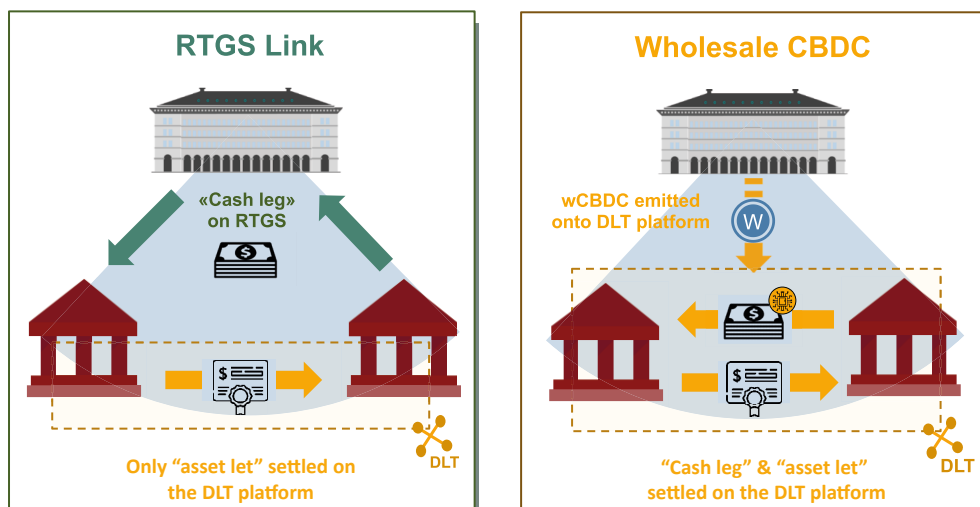 RTGS Link
«Cash leg»
on RTGS
$
$
DLT
Only “asset let” settled on
the DLT platform
Wholesale CBDC
wCBDC emitted
onto DLT platform
W
$
$
DLT
“Cash leg” & “asset let”
settled on the DLT platform